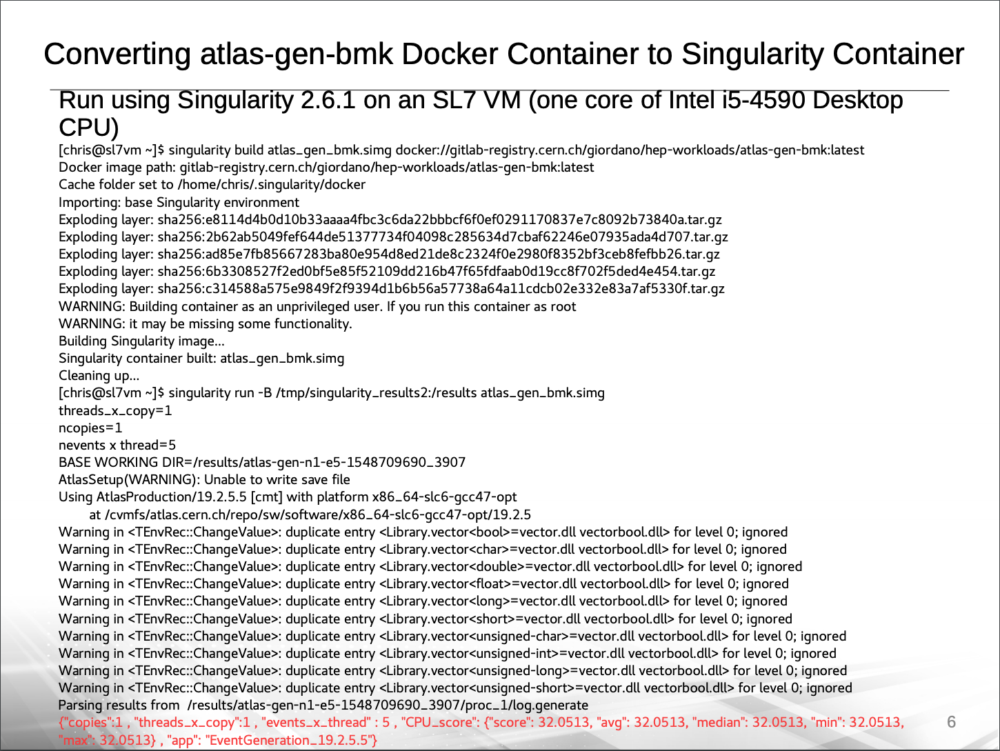 Converting atlas-gen-bmk Docker Container to Singularity Container
Run using Singularity 2.6.1 on an SL7 VM (one core of Intel i5-4590 Desktop
CPU)
[chris@sl7vm ~]$ singularity build atlas_gen_bmk.simg docker://gitlab-registry.cern.ch/giordano/hep-workloads/atlas-gen-bmk:latest
Docker image path: gitlab-registry.cern.ch/giordano/hep-workloads/atlas-gen-bmk:latest
Cache folder set to /home/chris/.singularity/docker
Importing: base Singularity environment
Exploding layer: sha256:e8114d4b0d10b33aaaa4fbc3c6da22bbbcf6f0ef0291170837e7c8092b73840a.tar.gz
Exploding layer: sha256:2b62ab5049fef644de51377734f04098c285634d7cbaf62246e07935ada4d707.tar.gz
Exploding layer: sha256:ad85e7fb85667283ba80e954d8ed21de8c2324f0e2980f8352bf3ceb8fefbb26.tar.gz
Exploding layer: sha256:6b3308527f2ed0bf5e85f52109dd216b47f65fdfaab0d19cc8f702f5ded4e454.tar.gz
Exploding layer: sha256:c314588a575e9849f2f9394d1b6b56a57738a64a11cdcb02e332e83a7af5330f.tar.gz
WARNING: Building container as an unprivileged user. If you run this container as root
WARNING: it may be missing some functionality.
Building Singularity image...
Singularity container built: atlas_gen_bmk.simg
Cleaning up...
[chris@sl7vm ~]$ singularity run -B /tmp/singularity_results2:/results atlas_gen_bmk.simg
threads_x_copy=1
ncopies=1
nevents x thread=5
BASE WORKING DIR=/results/atlas-gen-n1-e5-1548709690_3907
AtlasSetup(WARNING): Unable to write save file
Using AtlasProduction/19.2.5.5 [cmt] with platform x86_64-slc6-gcc47-opt
at /cvmfs/atlas.cern.ch/repo/sw/software/x86_64-slc6-gcc47-opt/19.2.5
Warning in <TEnvRec::ChangeValue>: duplicate entry <Library.vector<bool>=vector.dll vectorbool.dll> for level 0; ignored
Warning in <TEnvRec::ChangeValue>: duplicate entry <Library.vector<char>=vector.dll vectorbool.dll> for level 0; ignored
Warning in <TEnvRec::ChangeValue>: duplicate entry <Library.vector<double>=vector.dll vectorbool.dll> for level 0; ignored
Warning in <TEnvRec::ChangeValue>: duplicate entry <Library.vector<float>=vector.dll vectorbool.dll> for level 0; ignored
Warning in <TEnvRec::ChangeValue>: duplicate entry <Library.vector<long>=vector.dll vectorbool.dll> for level 0; ignored
Warning in <TEnvRec::ChangeValue>: duplicate entry <Library.vector<short>=vector.dll vectorbool.dll> for level 0; ignored
Warning in <TEnvRec::ChangeValue>: duplicate entry <Library.vector<unsigned-char>=vector.dll vectorbool.dll> for level 0; ignored
Warning in <TEnvRec::ChangeValue>: duplicate entry <Library.vector<unsigned-int>=vector.dll vectorbool.dll> for level 0; ignored
Warning in <TEnvRec::ChangeValue>: duplicate entry <Library.vector<unsigned-long>=vector.dll vectorbool.dll> for level 0; ignored
Warning in <TEnvRec::ChangeValue>: duplicate entry <Library.vector<unsigned-short>=vector.dll vectorbool.dll> for level 0; ignored
Parsing results from  /results/atlas-gen-n1-e5-1548709690_3907/proc_1/log.generate
{"copies":1 , "threads_x_copy":1 , "events_x_thread" : 5 , "CPU_score": {"score": 32.0513, "avg": 32.0513, "median": 32.0513, "min": 32.0513,
"max": 32.0513} , "app": "EventGeneration_19.2.5.5"}
6